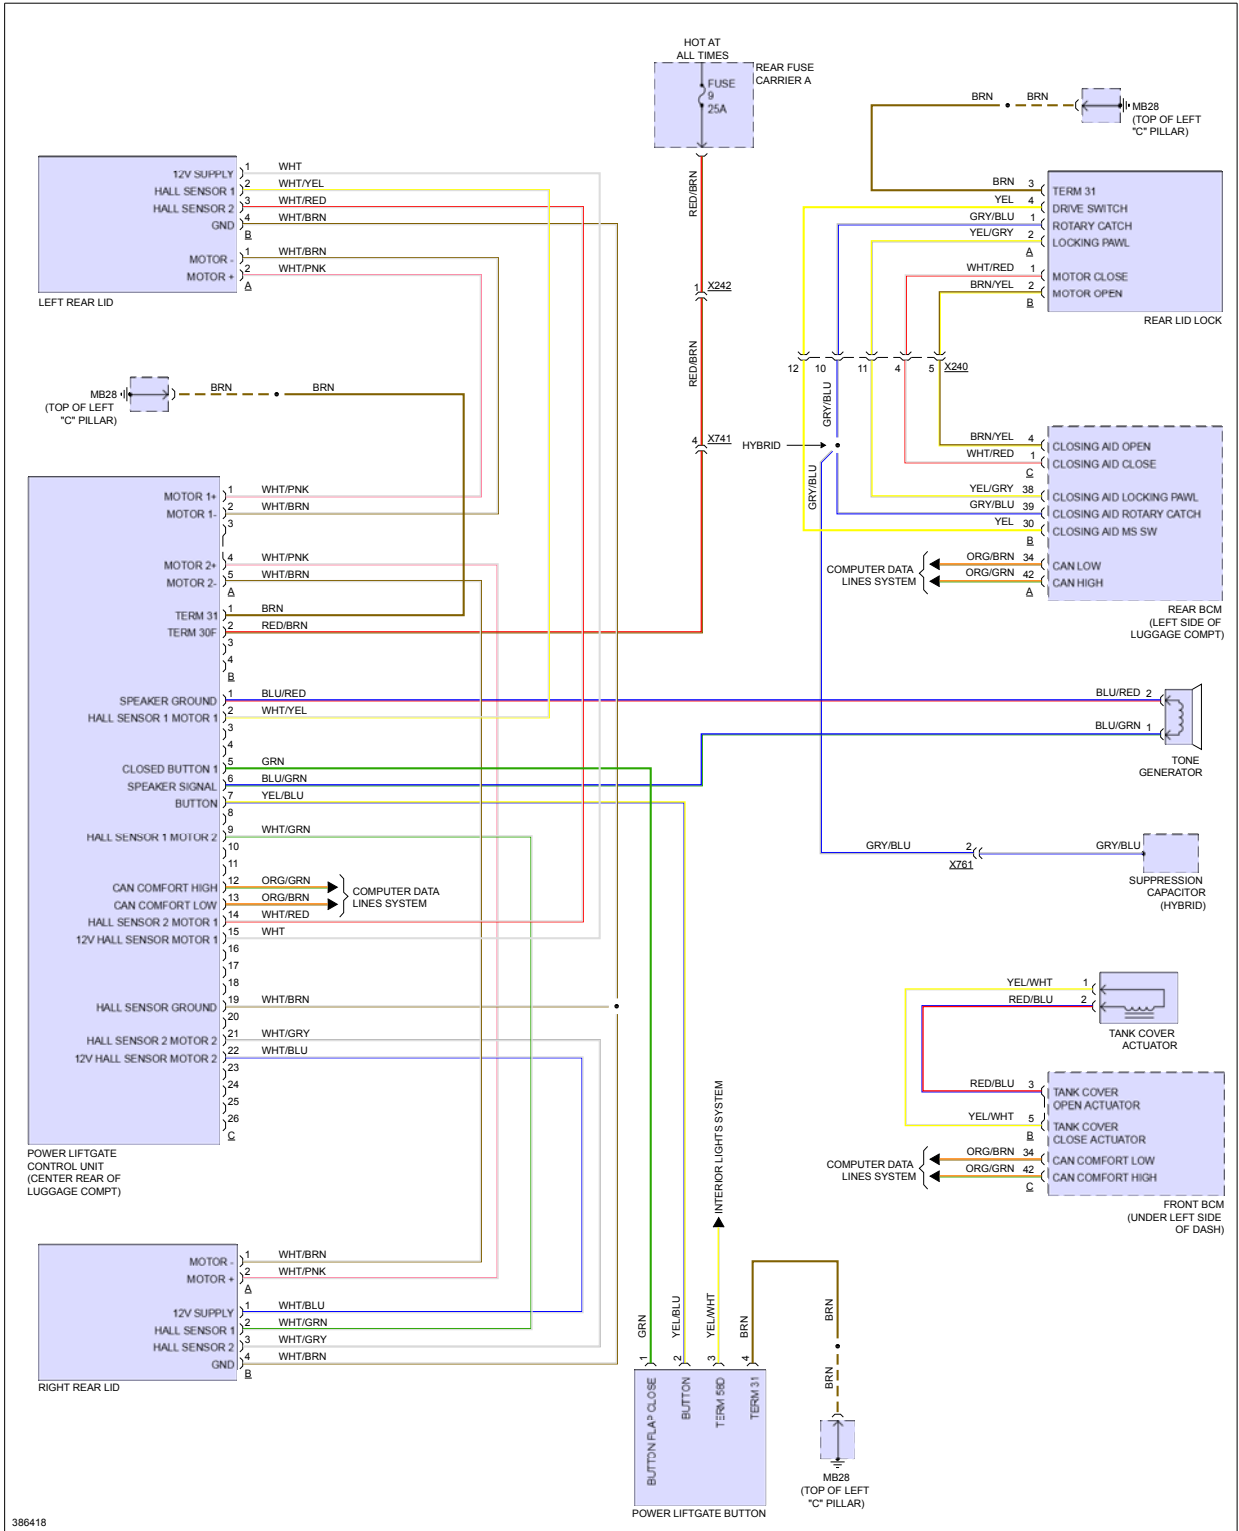 HOT AT
ALL TIMES
FUSE
9
25A
REAR FUSE
CARRIER A
RED/BRN
1 X242
RED/BRN
4 X741
BRN BRN
MB28
(TOP OF LEFT
"C" PILLAR)
BRN 3 TERM 31
YEL 4 DRIVE SWITCH
GRY/BLU 1 ROTARY CATCH
YEL/GRY 2 LOCKING PAWL
A
WHT/RED 1 MOTOR CLOSE
BRN/YEL 2 MOTOR OPEN
B
REAR LID LOCK
12 10 11 4 5 X240
GRY/BLU
HYBRID
GRY/BLU
BRN/YEL 4 CLOSING AID OPEN
WHT/RED 1 CLOSING AID CLOSE
C
YEL/GRY 38 CLOSING AID LOCKING PAWL
GRY/BLU 39 CLOSING AID ROTARY CATCH
YEL 30 CLOSING AID MS SW
B
COMPUTER DATA
LINES SYSTEM
ORG/BRN 34 CAN LOW
ORG/GRN 42 CAN HIGH
A
REAR BCM
(LEFT SIDE OF
LUGGAGE COMPT)
12V SUPPLY 1 WHT
HALL SENSOR 1 2 WHT/YEL
HALL SENSOR 2 3 WHT/RED
GND 4 WHT/BRN
B
MOTOR - 1 WHT/BRN
MOTOR + 2 WHT/PNK
A
LEFT REAR LID
MB28
(TOP OF LEFT
"C" PILLAR)
BRN BRN
MOTOR 1+ 1 WHT/PNK
MOTOR 1- 2 WHT/BRN
3
MOTOR 2+ 4 WHT/PNK
MOTOR 2- 5 WHT/BRN
A
TERM 31 1 BRN
TERM 30F 2 RED/BRN
3
4
B
SPEAKER GROUND 1 BLU/RED
HALL SENSOR 1 MOTOR 1 2 WHT/YEL
3
4
CLOSED BUTTON 1 5 GRN
SPEAKER SIGNAL 6 BLU/GRN
BUTTON 7 YEL/BLU
8
HALL SENSOR 1 MOTOR 2 9 WHT/GRN
10
11
CAN COMFORT HIGH 12 ORG/GRN
CAN COMFORT LOW 13 ORG/BRN
COMPUTER DATA
LINES SYSTEM
HALL SENSOR 2 MOTOR 1 14 WHT/RED
12V HALL SENSOR MOTOR 1 15 WHT
16
17
18
HALL SENSOR GROUND 19 WHT/BRN
20
HALL SENSOR 2 MOTOR 2 21 WHT/GRY
12V HALL SENSOR MOTOR 2 22 WHT/BLU
23
24
25
26
C
POWER LIFTGATE
CONTROL UNIT
(CENTER REAR OF
LUGGAGE COMPT)
BLU/RED 2
BLU/GRN 1
TONE
GENERATOR
GRY/BLU 2 GRY/BLU
X761
SUPPRESSION
CAPACITOR
(HYBRID)
YEL/WHT 1
RED/BLU 2
TANK COVER
ACTUATOR
RED/BLU 3 TANK COVER
OPEN ACTUATOR
YEL/WHT 5 TANK COVER
B CLOSE ACTUATOR
COMPUTER DATA
LINES SYSTEM
ORG/BRN 34 CAN COMFORT LOW
ORG/GRN 42 CAN COMFORT HIGH
C
FRONT BCM
(UNDER LEFT SIDE
OF DASH)
MOTOR - 1 WHT/BRN
MOTOR + 2 WHT/PNK
A
12V SUPPLY 1 WHT/BLU
HALL SENSOR 1 2 WHT/GRN
HALL SENSOR 2 3 WHT/GRY
GND 4 WHT/BRN
B
RIGHT REAR LID
INTERIOR LIGHTS SYSTEM
GRN
YEL/BLU
YEL/WHT
BRN
BRN
BRN
1 2 3 4
BUTTON FLAP CLOSE
BUTTON
TERM 58D
TERM 31
POWER LIFTGATE BUTTON
MB28
(TOP OF LEFT
"C" PILLAR)
386418